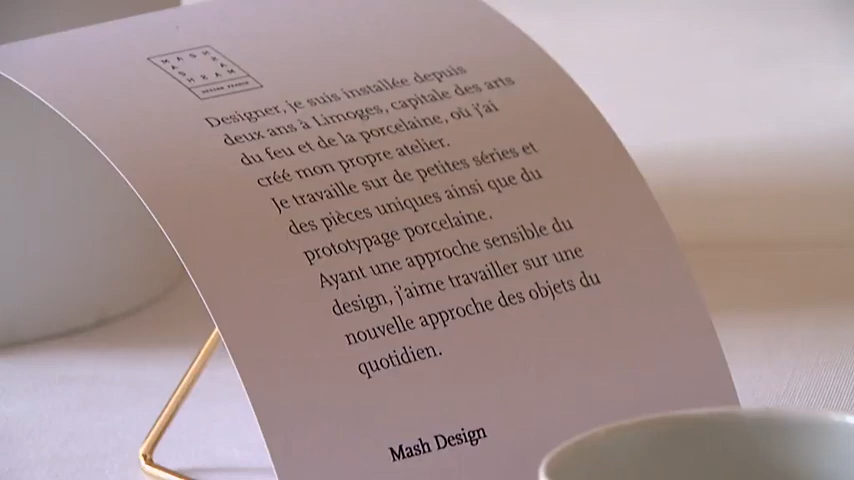 MASH
Designer, je suis installée depuis
deux ans à Limoges, capitale des arts
du feu et de la porcelaine, où j'ai
créé mon propre atelier.
Je travaille sur de petites séries et
des pièces uniques ainsi que du
prototypage porcelaine.
Ayant une approche sensible du
design, j'aime travailler sur une
nouvelle approche des objets du
quotidien.
Mash Design